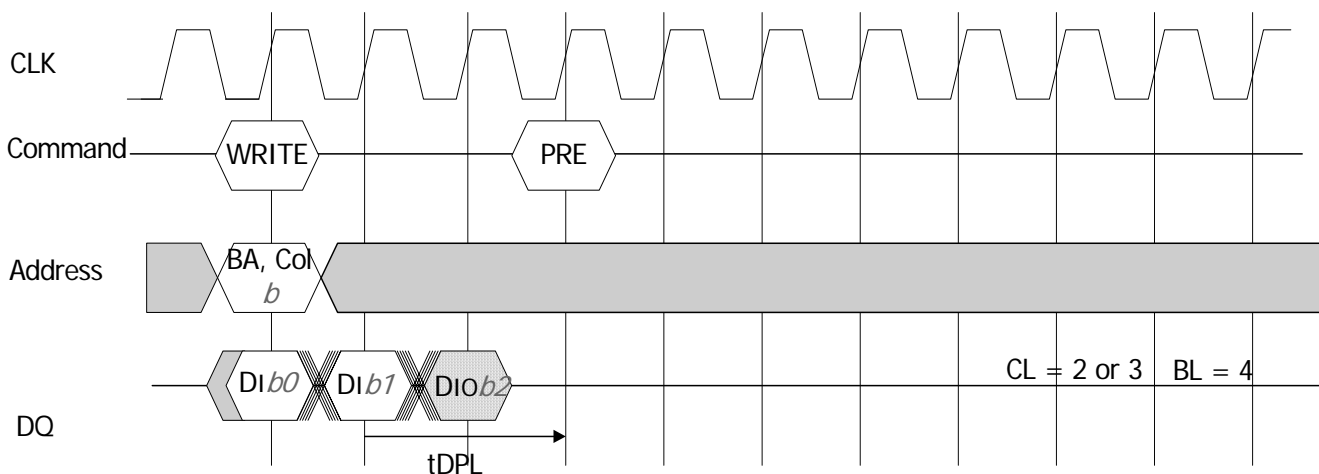 CLK
Command
WRITE
PRE
Address
BA, Col
b
DIb0
DIb1
DIOb2
CL = 2 or 3
BL = 4
DQ
tDPL